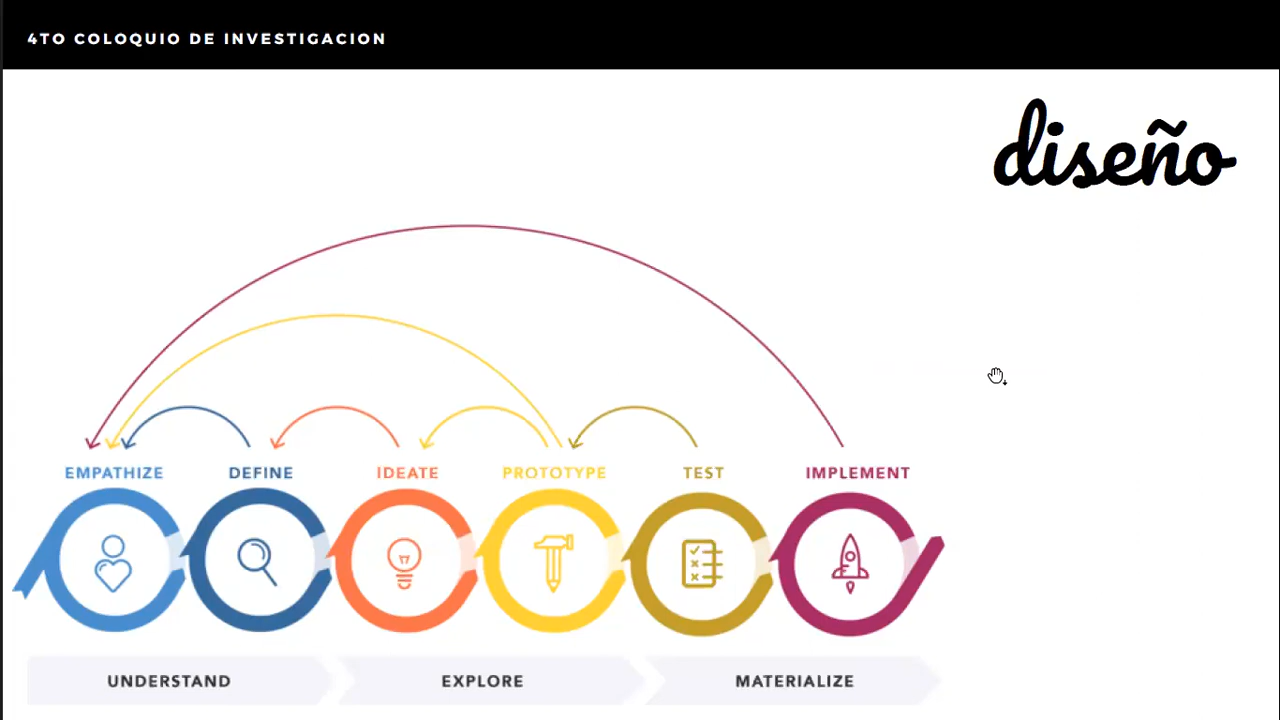 4TO COLOQUIO DE INVESTIGACION
diseño
EMPATHIZE DEFINE IDEATE PROTOTYPE TEST IMPLEMENT
UNDERSTAND EXPLORE MATERIALIZE